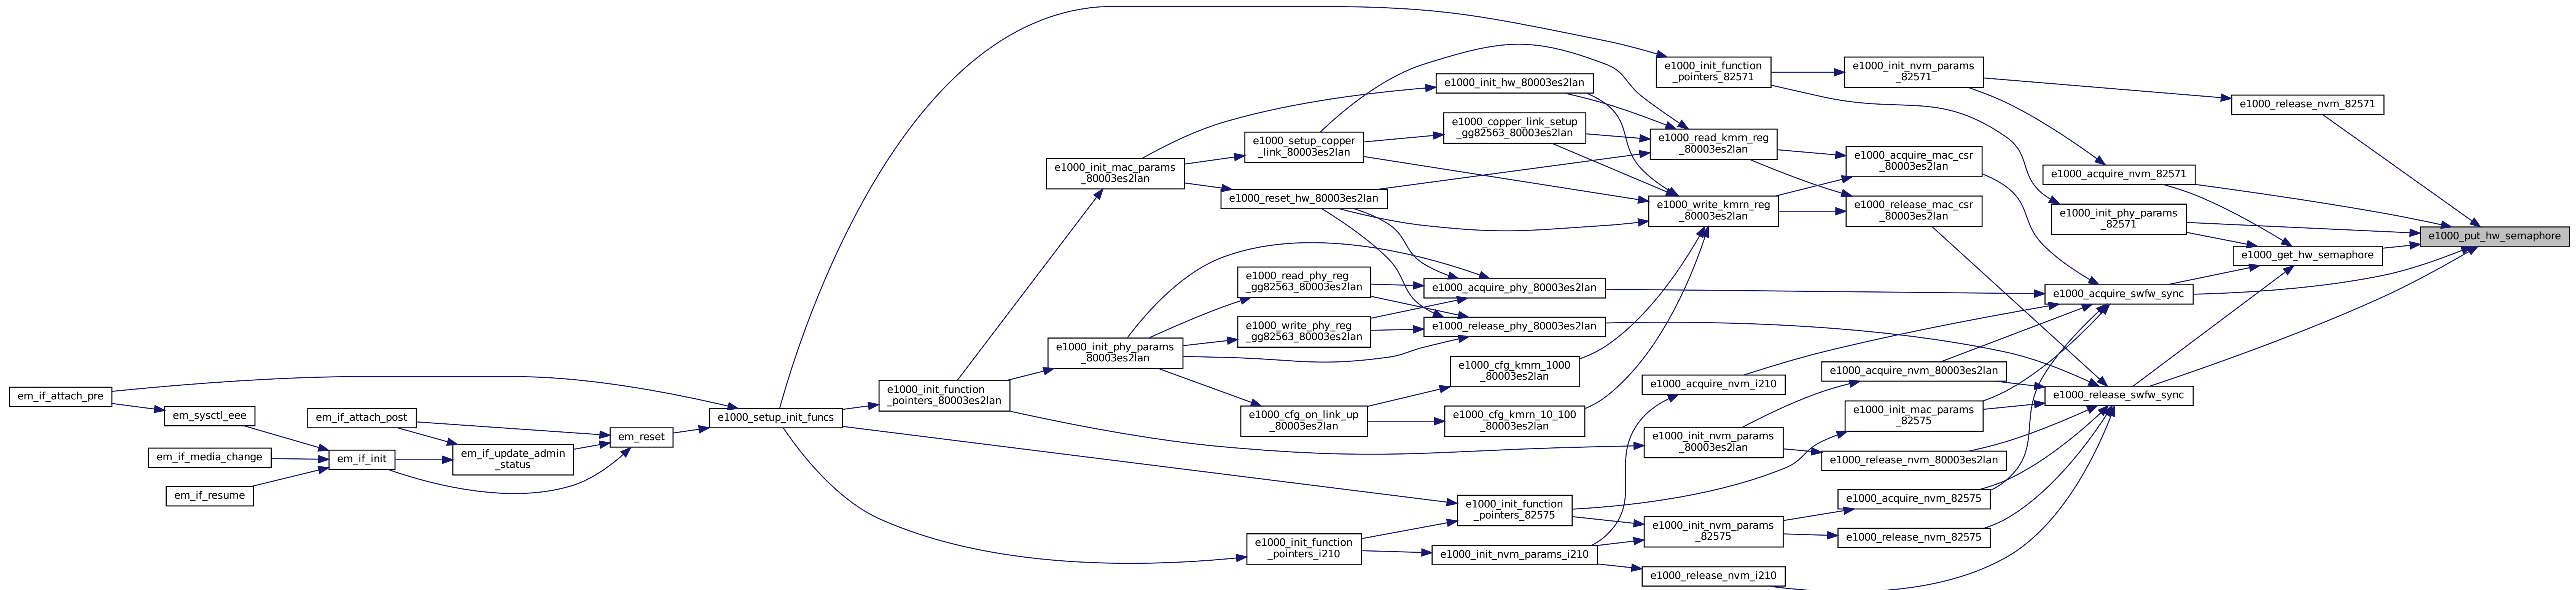 em_if_attach_pre
em_sysctl_eee
em_if_media_change
em_if_resume
em_if_attach_post
em_if_init
em_if_update_admin
_status
em_reset
e1000_setup_init_funcs
e1000_init_function
_pointers_80003es2lan
e1000_init_mac_params
_80003es2lan
e1000_init_phy_params
_80003es2lan
e1000_setup_copper
_link_80003es2lan
e1000_reset_hw_80003es2lan
e1000_read_phy_reg
_gg82563_80003es2lan
e1000_write_phy_reg
_gg82563_80003es2lan
e1000_cfg_on_link_up
_80003es2lan
e1000_init_function
_pointers_i210
e1000_init_hw_80003es2lan
e1000_copper_link_setup
_gg82563_80003es2lan
e1000_acquire_phy_80003es2lan
e1000_release_phy_80003es2lan
e1000_cfg_kmrn_1000
_80003es2lan
e1000_cfg_kmrn_10_100
_80003es2lan
e1000_init_function
_pointers_82575
e1000_init_nvm_params_i210
e1000_init_function
_pointers_82571
e1000_read_kmrn_reg
_80003es2lan
e1000_write_kmrn_reg
_80003es2lan
e1000_acquire_nvm_i210
e1000_init_nvm_params
_80003es2lan
e1000_init_nvm_params
_82575
e1000_release_nvm_i210
e1000_init_nvm_params
_82571
e1000_acquire_mac_csr
_80003es2lan
e1000_release_mac_csr
_80003es2lan
e1000_acquire_nvm_80003es2lan
e1000_init_mac_params
_82575
e1000_release_nvm_80003es2lan
e1000_acquire_nvm_82575
e1000_release_nvm_82575
e1000_acquire_nvm_82571
e1000_init_phy_params
_82571
e1000_acquire_swfw_sync
e1000_release_swfw_sync
e1000_release_nvm_82571
e1000_get_hw_semaphore
e1000_put_hw_semaphore